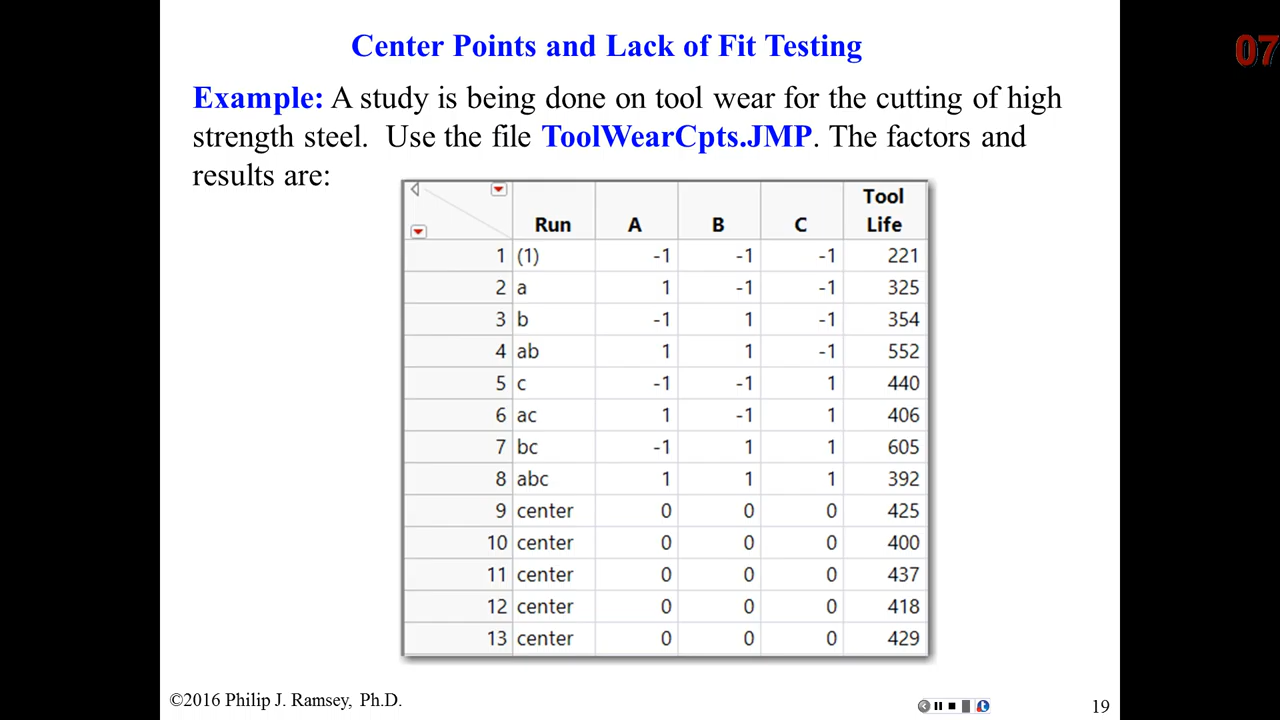 Center Points and Lack of Fit Testing
07
Example: A study is being done on tool wear for the cutting of high
strength steel. Use the file ToolWearCpts.JMP. The factors and
results are:
Run A B C Tool Life
1 (1) -1 -1 -1 221
2 a 1 -1 -1 325
3 b -1 1 -1 354
4 ab 1 1 -1 552
5 c -1 -1 1 440
6 ac 1 -1 1 406
7 bc -1 1 1 605
8 abc 1 1 1 392
9 center 0 0 0 425
10 center 0 0 0 400
11 center 0 0 0 437
12 center 0 0 0 418
13 center 0 0 0 429
©2016 Philip J. Ramsey, Ph.D.
19